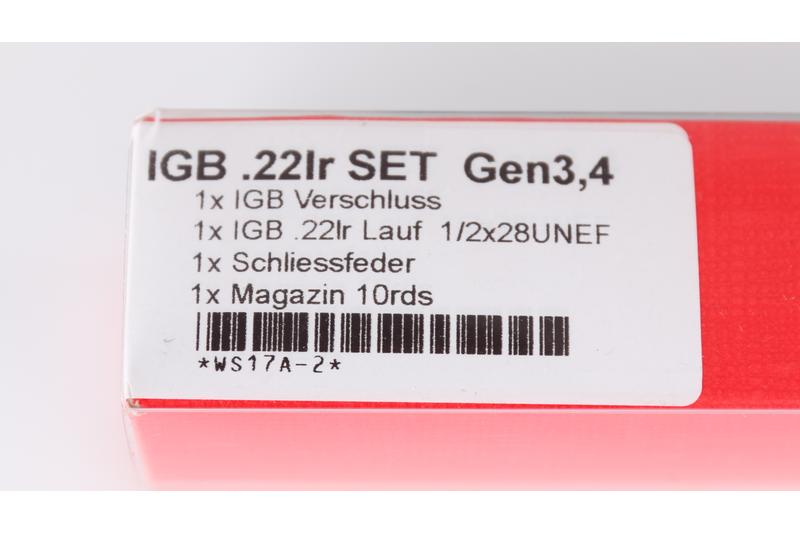 IGB .22lr SET Gen3,4
1x IGB Verschluss
1x IGB .22lr Lauf 1/2x28UNEF
1x Schliessfeder
1x Magazin 10rds
*WS17A-2*